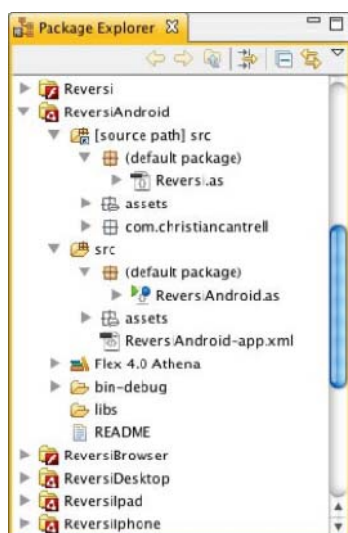 Package Explorer
Reversi
ReversiAndroid
[source path] src
(default package)
Reversi.as
assets
com.christiancantrell
src
(default package)
ReversiAndroid.as
assets
ReversiAndroid-app.xml
Flex 4.0 Athena
bin-debug
libs
README
ReversiBrowser
ReversiDesktop
ReversiIpad
ReversiIphone